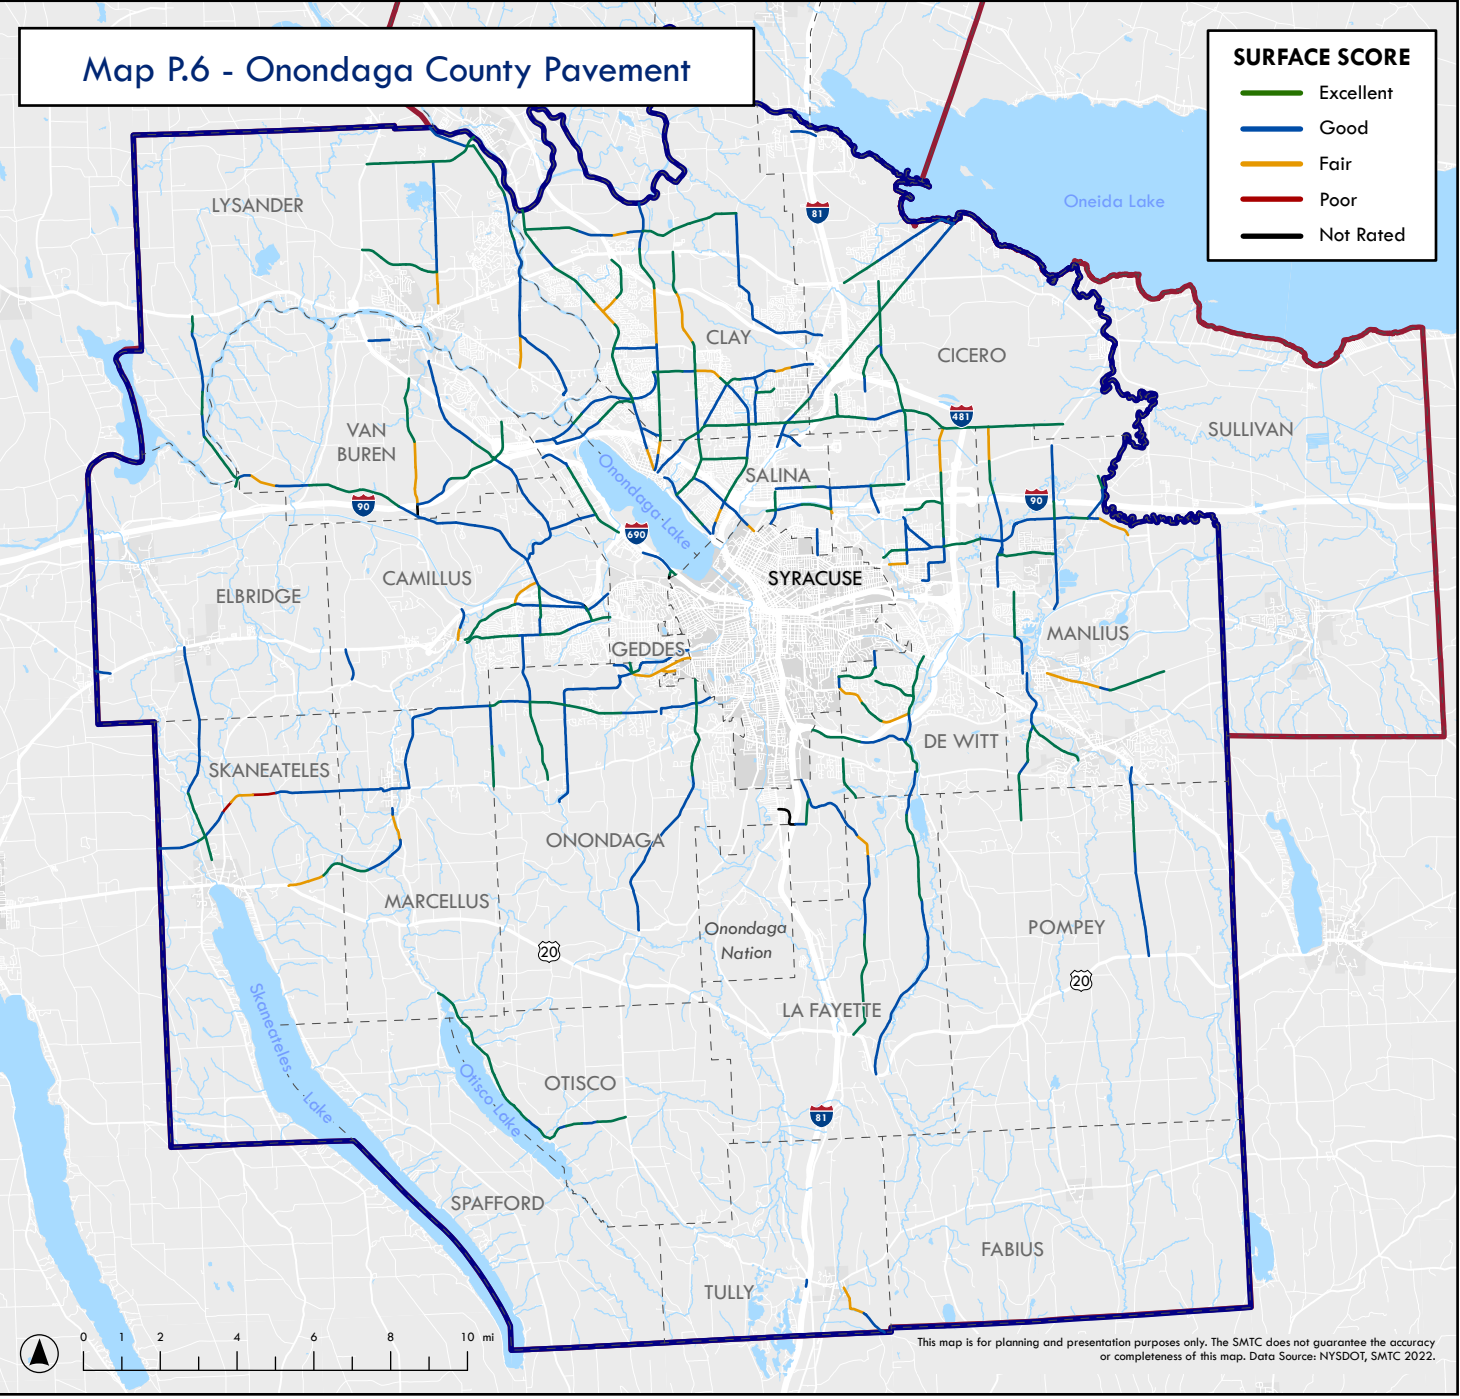 Map P.6 - Onondaga County Pavement
SURFACE SCORE
Excellent
Good
Fair
Poor
Not Rated
Oneida Lake
81
LYSANDER
CLAY
CICERO
481
VAN
BUREN
SULLIVAN
SALINA
Onondaga Lake
90
90
690
CAMILLUS
SYRACUSE
ELBRIDGE
MANLIUS
GEDDES
DE WITT
SKANEATELES
ONONDAGA
MARCELLUS
Onondaga
Nation
POMPEY
20
20
LA FAYETTE
Skaneateles Lake
Otisco Lake
OTISCO
81
SPAFFORD
FABIUS
TULLY
0 1 2 4 6 8 10 mi
This map is for planning and presentation purposes only. The SMTC does not guarantee the accuracy
or completeness of this map. Data Source: NYSDOT, SMTC 2022.